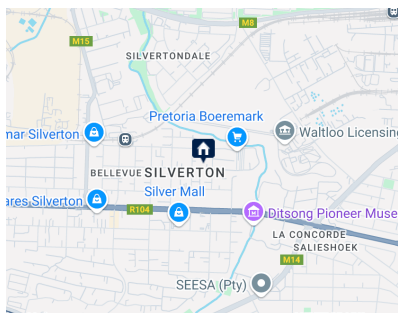 M8
M15
SILVERTONDALE
Pretoria Boeremark
mar Silverton
Waltloo Licensing
BELLEVUE
SILVERTON
Silver Mall
ares Silverton
R104
Ditsong Pioneer Muse
LA CONCORDE
SALIESHOEK
M14
SEESA (Pty)